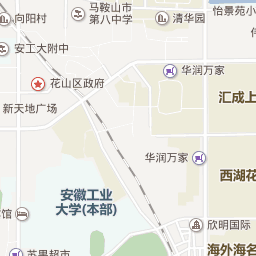 向阳村
马鞍山市
第八中学
清华园
怡景苑小
安工大附中
华润万家
花山区政府
汇成上
新天地广场
华润万家
西湖花
安徽工业
大学(本部)
宾馆
欣明国际
苏果超市
海外海名